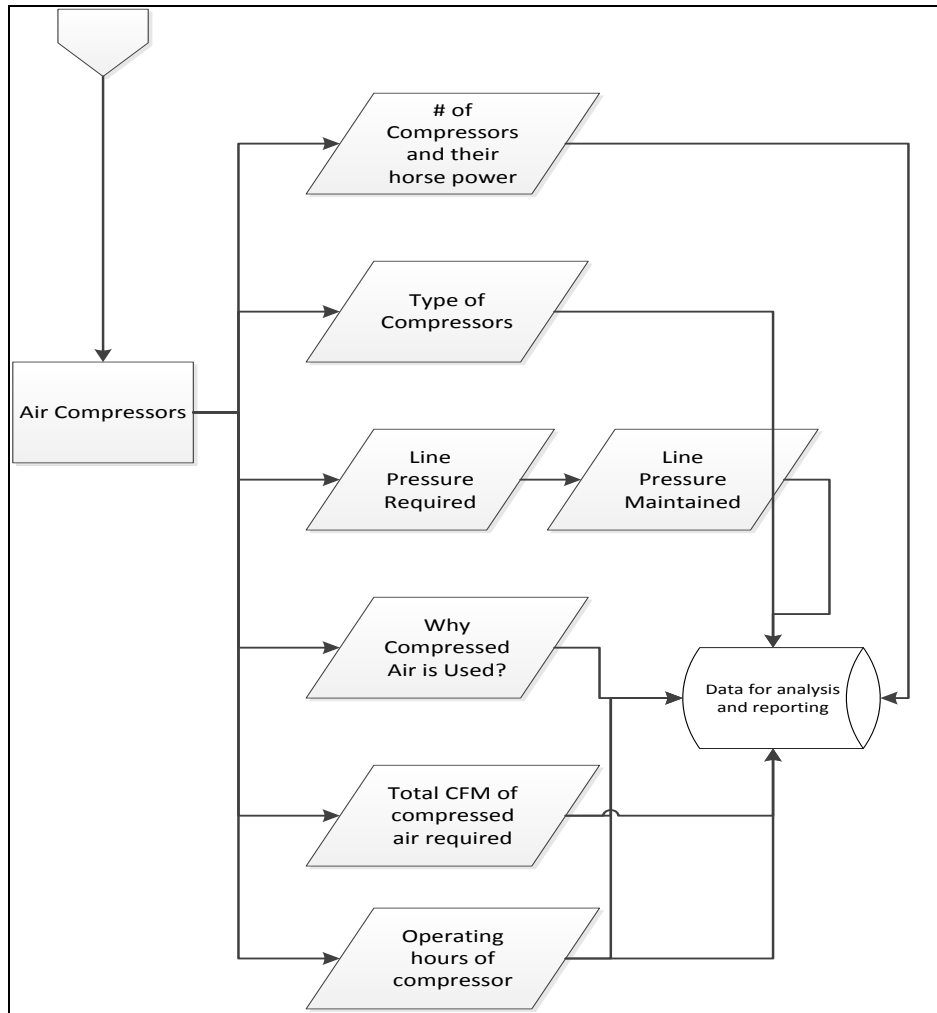 # of
Compressors
and their
horse power
Type of
Compressors
Air Compressors
Line
Pressure
Required
Line
Pressure
Maintained
Why
Compressed
Air is Used?
Data for analysis
and reporting
Total CFM of
compressed
air required
Operating
hours of
compressor